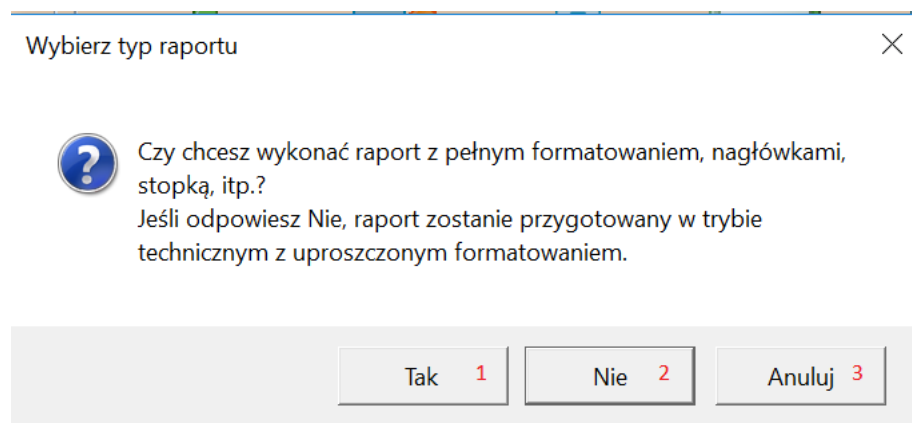 Wybierz typ raportu
Czy chcesz wykonać raport z pełnym formatowaniem, nagłówkami,
stopką, itp.?
Jeśli odpowiesz Nie, raport zostanie przygotowany w trybie
technicznym z uproszczonym formatowaniem.
Tak 1 Nie 2 Anuluj 3